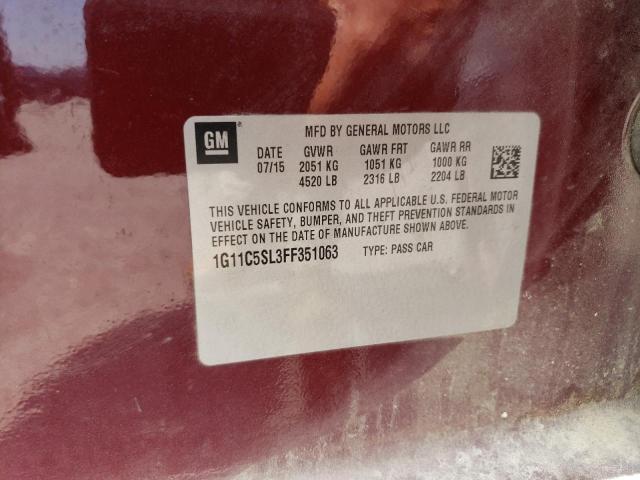 GM
®
MFD BY GENERAL MOTORS LLC
DATE GVWR GAWR FRT GAWR RR
07/15 2051 KG 1051 KG 1000 KG
4520 LB 2316 LB 2204 LB
THIS VEHICLE CONFORMS TO ALL APPLICABLE U.S. FEDERAL MOTOR
VEHICLE SAFETY, BUMPER, AND THEFT PREVENTION STANDARDS IN
EFFECT ON THE DATE OF MANUFACTURE SHOWN ABOVE.
1G11C5SL3FF351063 TYPE: PASS CAR